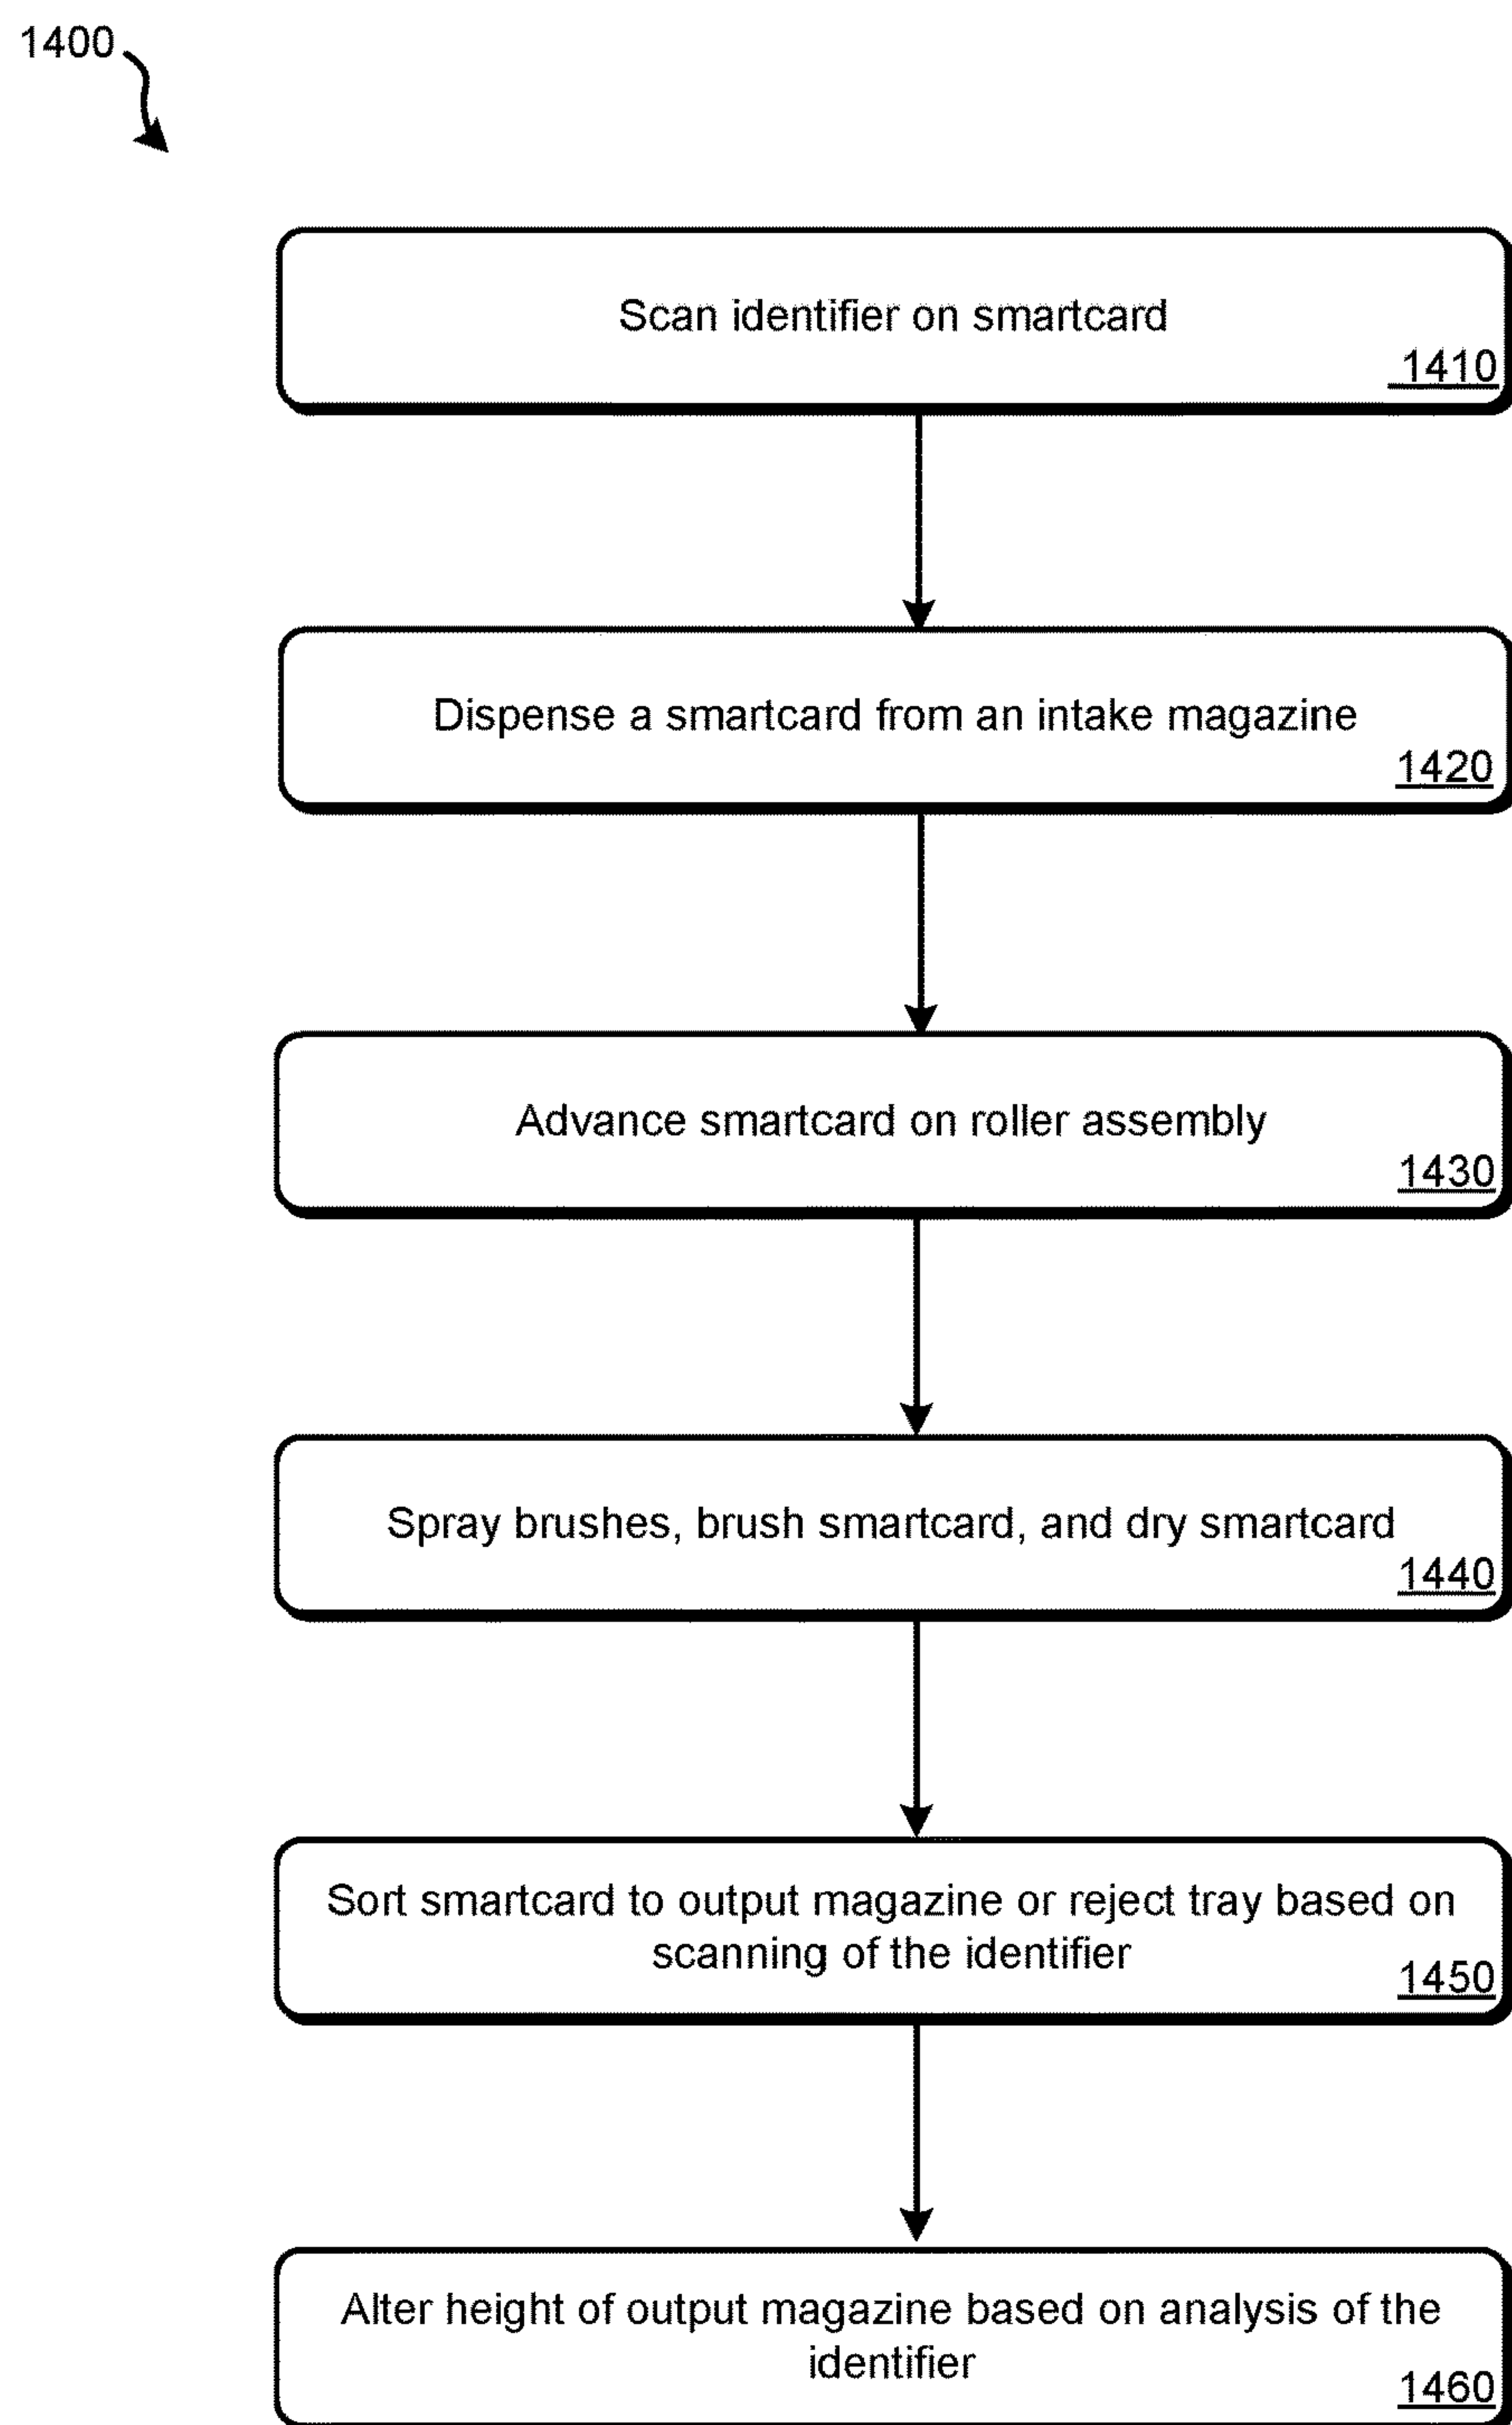 1400
Scan identifier on smartcard
1410
Dispense a smartcard from an intake magazine
1420
Advance smartcard on roller assembly
1430
Spray brushes, brush smartcard, and dry smartcard
1440
Sort smartcard to output magazine or reject tray based on
scanning of the identifier
1450
Alter height of output magazine based on analysis of the
identifier
1460